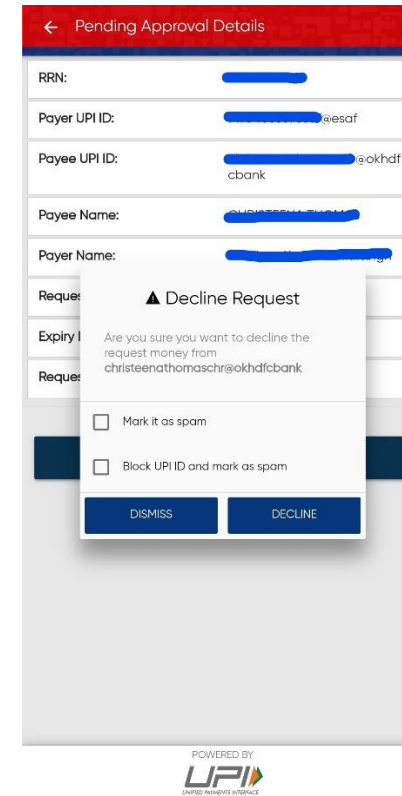 Pending Approval Details
RRN:
Payer UPI ID:
@esaf
Payee UPI ID:
@okhdf
cbank
Payee Name:
Payer Name:
Reques
Decline Request
Expiry
Are you sure you want to decline the
request money from
Reques
christeenathomaschr@okhdfcbank
Mark it as spam
Block UPI ID and mark as spam
DISMISS
DECLINE
POWERED BY
UPI
UNIFIED PAYMENTS INTERFACE